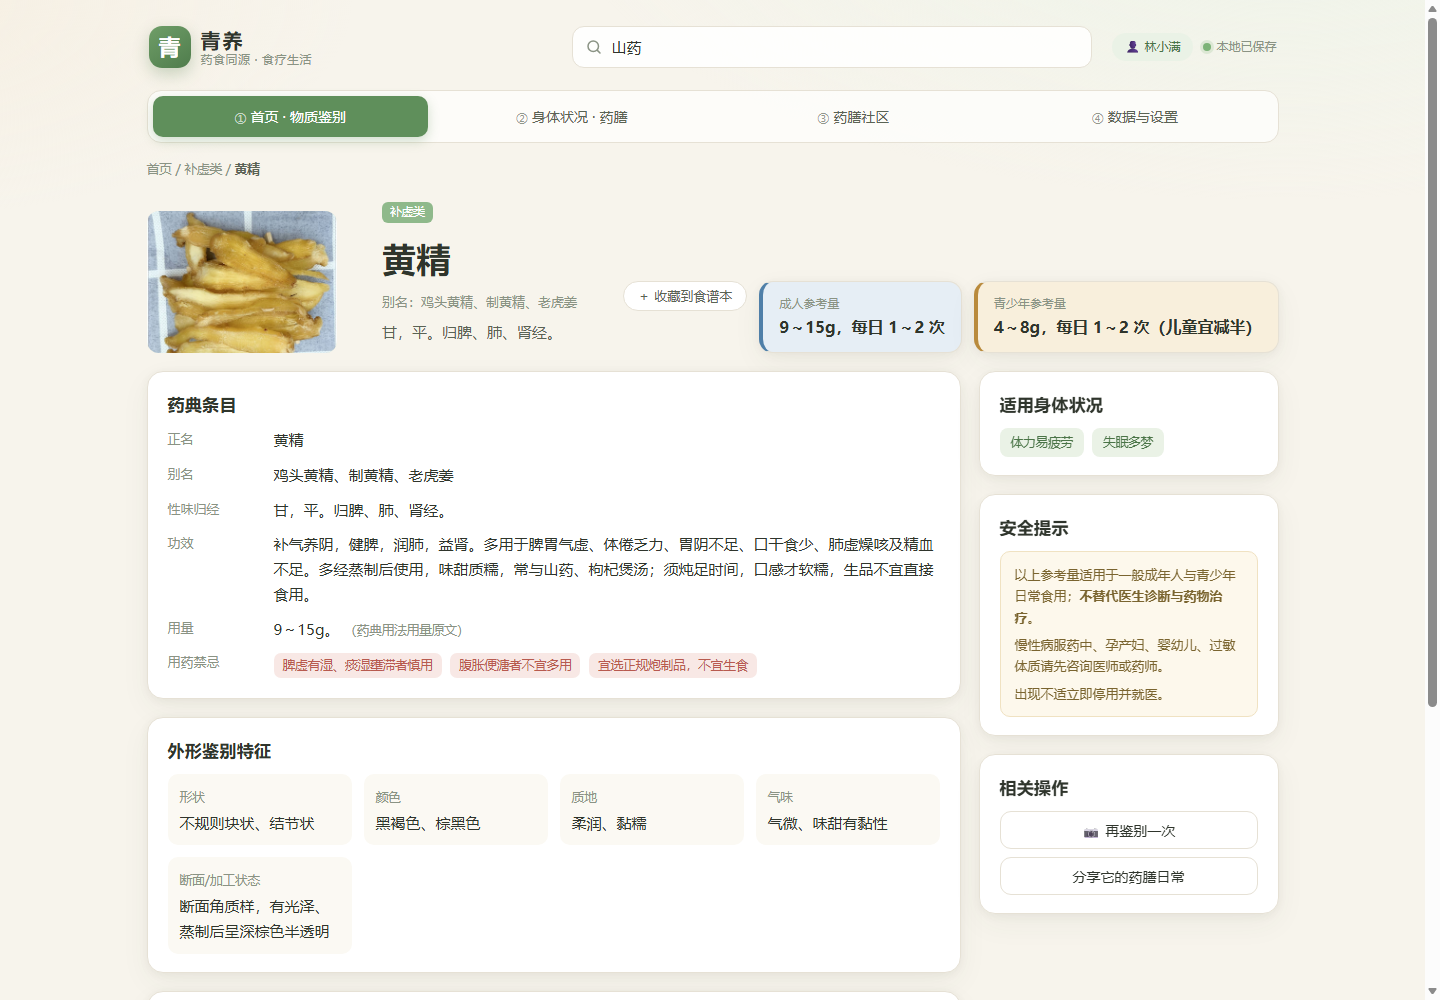 青
青养
药食同源 · 食疗生活
山药
林小满
本地已保存
① 首页 · 物质鉴别
② 身体状况 · 药膳
③ 药膳社区
④ 数据与设置
首页 / 补虚类 / 黄精
补虚类
黄精
别名：鸡头黄精、制黄精、老虎姜
甘，平。归脾、肺、肾经。
+ 收藏到食谱本
成人参考量
9～15g，每日 1～2 次
青少年参考量
4～8g，每日 1～2 次（儿童宜减半）
药典条目
正名
黄精
别名
鸡头黄精、制黄精、老虎姜
性味归经
甘，平。归脾、肺、肾经。
功效
补气养阴，健脾，润肺，益肾。多用于脾胃气虚、体倦乏力、胃阴不足、口干食少、肺虚燥咳及精血
不足。多经蒸制后使用，味甜质糯，常与山药、枸杞煲汤；须炖足时间，口感才软糯，生品不宜直接
食用。
用量
9～15g。 （药典用法用量原文）
用药禁忌
脾虚有湿、痰湿壅滞者慎用
腹胀便溏者不宜多用
宜选正规炮制品，不宜生食
外形鉴别特征
形状
不规则块状、结节状
颜色
黑褐色、棕黑色
质地
柔润、黏糯
气味
气微、味甜有黏性
断面/加工状态
断面角质样，有光泽、
蒸制后呈深棕色半透明
适用身体状况
体力易疲劳
失眠多梦
安全提示
以上参考量适用于一般成年人与青少年
日常食用；不替代医生诊断与药物治
疗。
慢性病服药中、孕产妇、婴幼儿、过敏
体质请先咨询医师或药师。
出现不适立即停用并就医。
相关操作
再鉴别一次
分享它的药膳日常